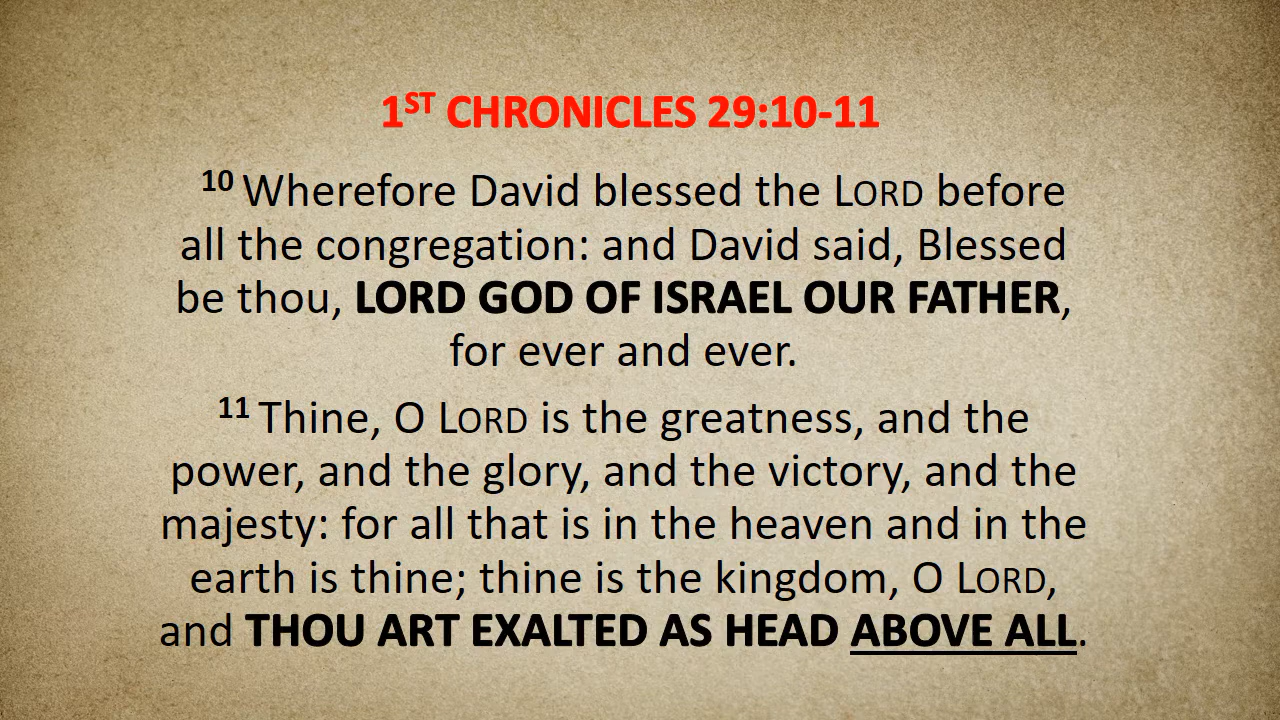 1ST CHRONICLES 29:10-11
10 Wherefore David blessed the LORD before
all the congregation: and David said, Blessed
be thou, LORD GOD OF ISRAEL OUR FATHER,
for ever and ever.
11 Thine, O LORD is the greatness, and the
power, and the glory, and the victory, and the
majesty: for all that is in the heaven and in the
earth is thine; thine is the kingdom, O LORD,
and THOU ART EXALTED AS HEAD ABOVE ALL.